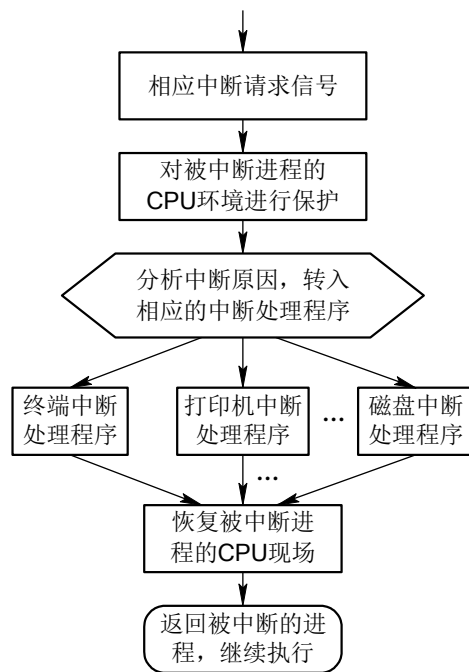 相应中断请求信号
对被中断进程的
CPU环境进行保护
分析中断原因，转入
相应的中断处理程序
终端中断
处理程序
打印机中断
处理程序
...
磁盘中断
处理程序
...
恢复被中断进
程的CPU现场
返回被中断的进
程，继续执行